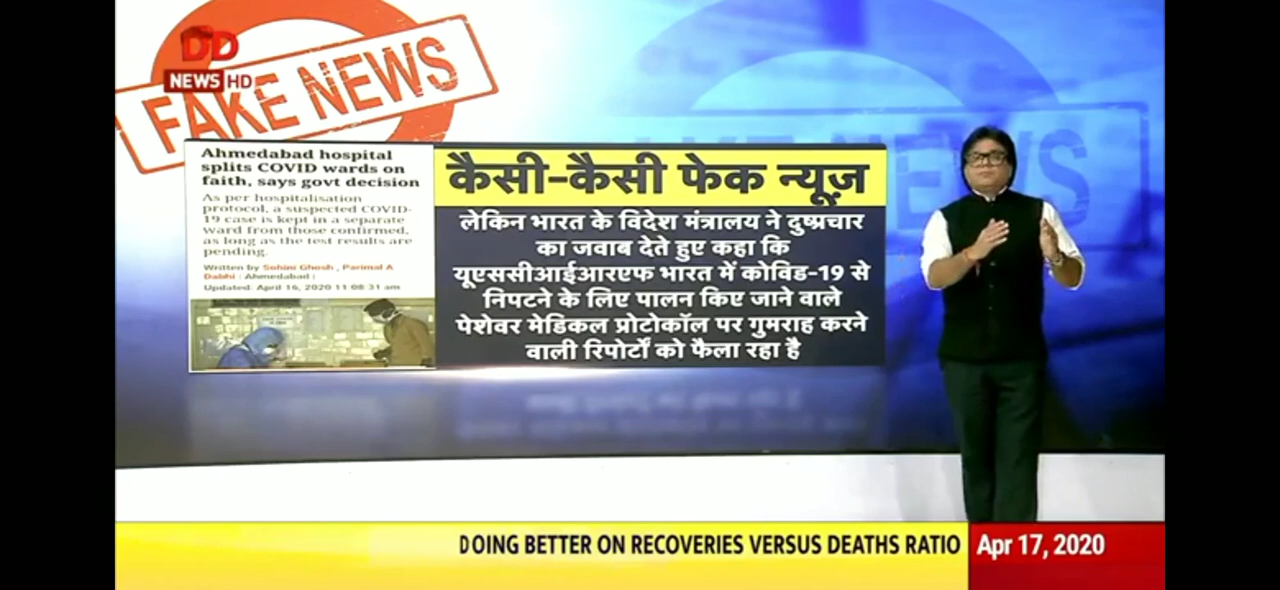 DD
NEWS HD
FAKE NEWS
Ahmedabad hospital
splits COVID wards on
faith, says govt decision
As per hospitalisation
protocol, a suspected COVID-
19 case is kept in a separate
ward from those confirmed,
as long as the test results are
pending.
Written by Sohini Ghosh , Parimal A
Dabhi | Ahmedabad |
Updated: April 16, 2020 11:08:31 am
कैसी-कैसी फेक न्यूज़
लेकिन भारत के विदेश मंत्रालय ने दुष्प्रचार
का जवाब देते हुए कहा कि
यूएससीआईआरएफ भारत में कोविड-19 से
निपटने के लिए पालन किए जाने वाले
पेशेवर मेडिकल प्रोटोकॉल पर गुमराह करने
वाली रिपोर्टों को फैला रहा है
DOING BETTER ON RECOVERIES VERSUS DEATHS RATIO
Apr 17, 2020